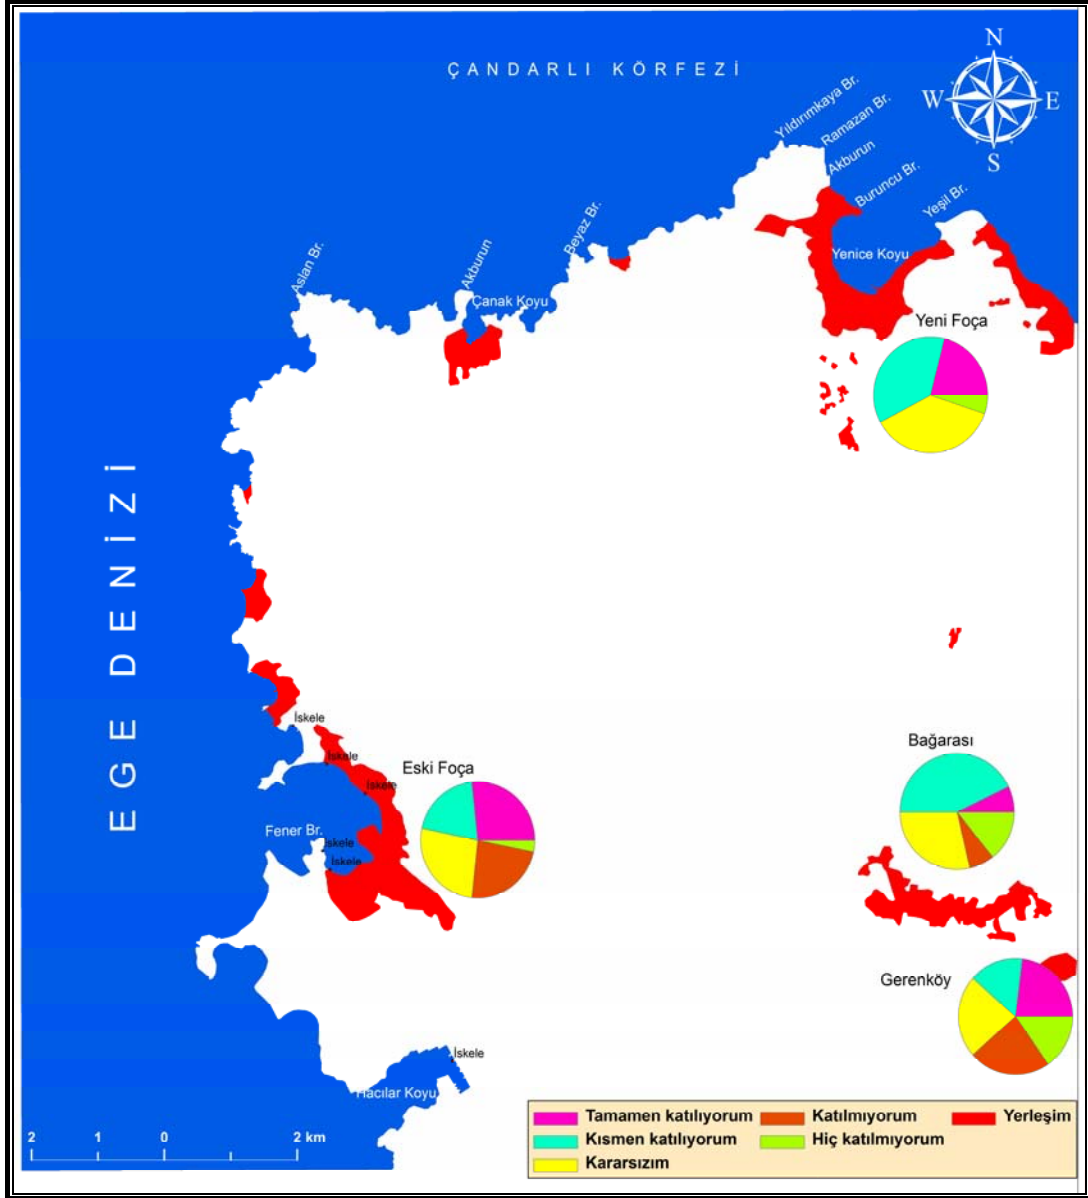 ÇANDARLI KÖRFEZİ
N
W
E
S
Yıldırımkaya Br.
Ramazan Br.
Akburun
Buruncu Br.
Yeşil Br.
Yenice Koyu
Beyaz Br.
Akburun
Çanak Koyu
Aslan Br.
Yeni Foça
EGE DENİZİ
İskele
İskele
İskele
Eski Foça
Bağarası
Fener Br.
İskele
İskele
Gerenköy
İskele
Hacılar Koyu
Tamamen katılıyorum
Katılmıyorum
Yerleşim
Kısmen katılıyorum
Hiç katılmıyorum
Kararsızım
2 1 0 2 km